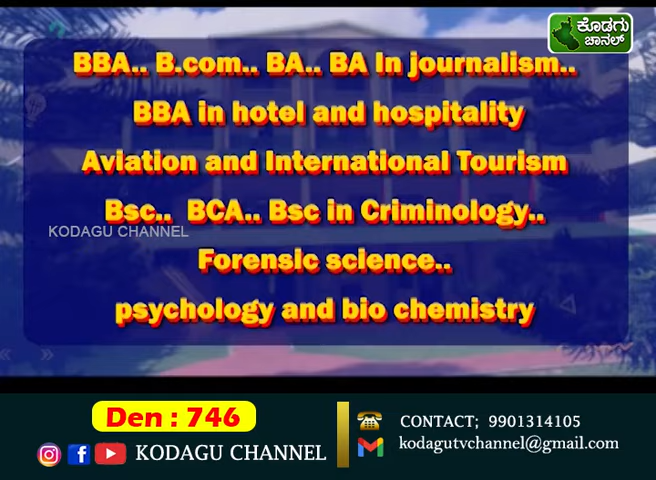 ಕೊಡಗು
ಚಾನಲ್
BBA.. B.com.. BA.. BA In journalism..
BBA in hotel and hospitality
Aviation and International Tourism
Bsc.. BCA.. Bsc in Criminology..
KODAGU CHANNEL
Forensic science..
psychology and bio chemistry
Den : 746
CONTACT; 9901314105
KODAGU CHANNEL
kodagutvchannel@gmail.com